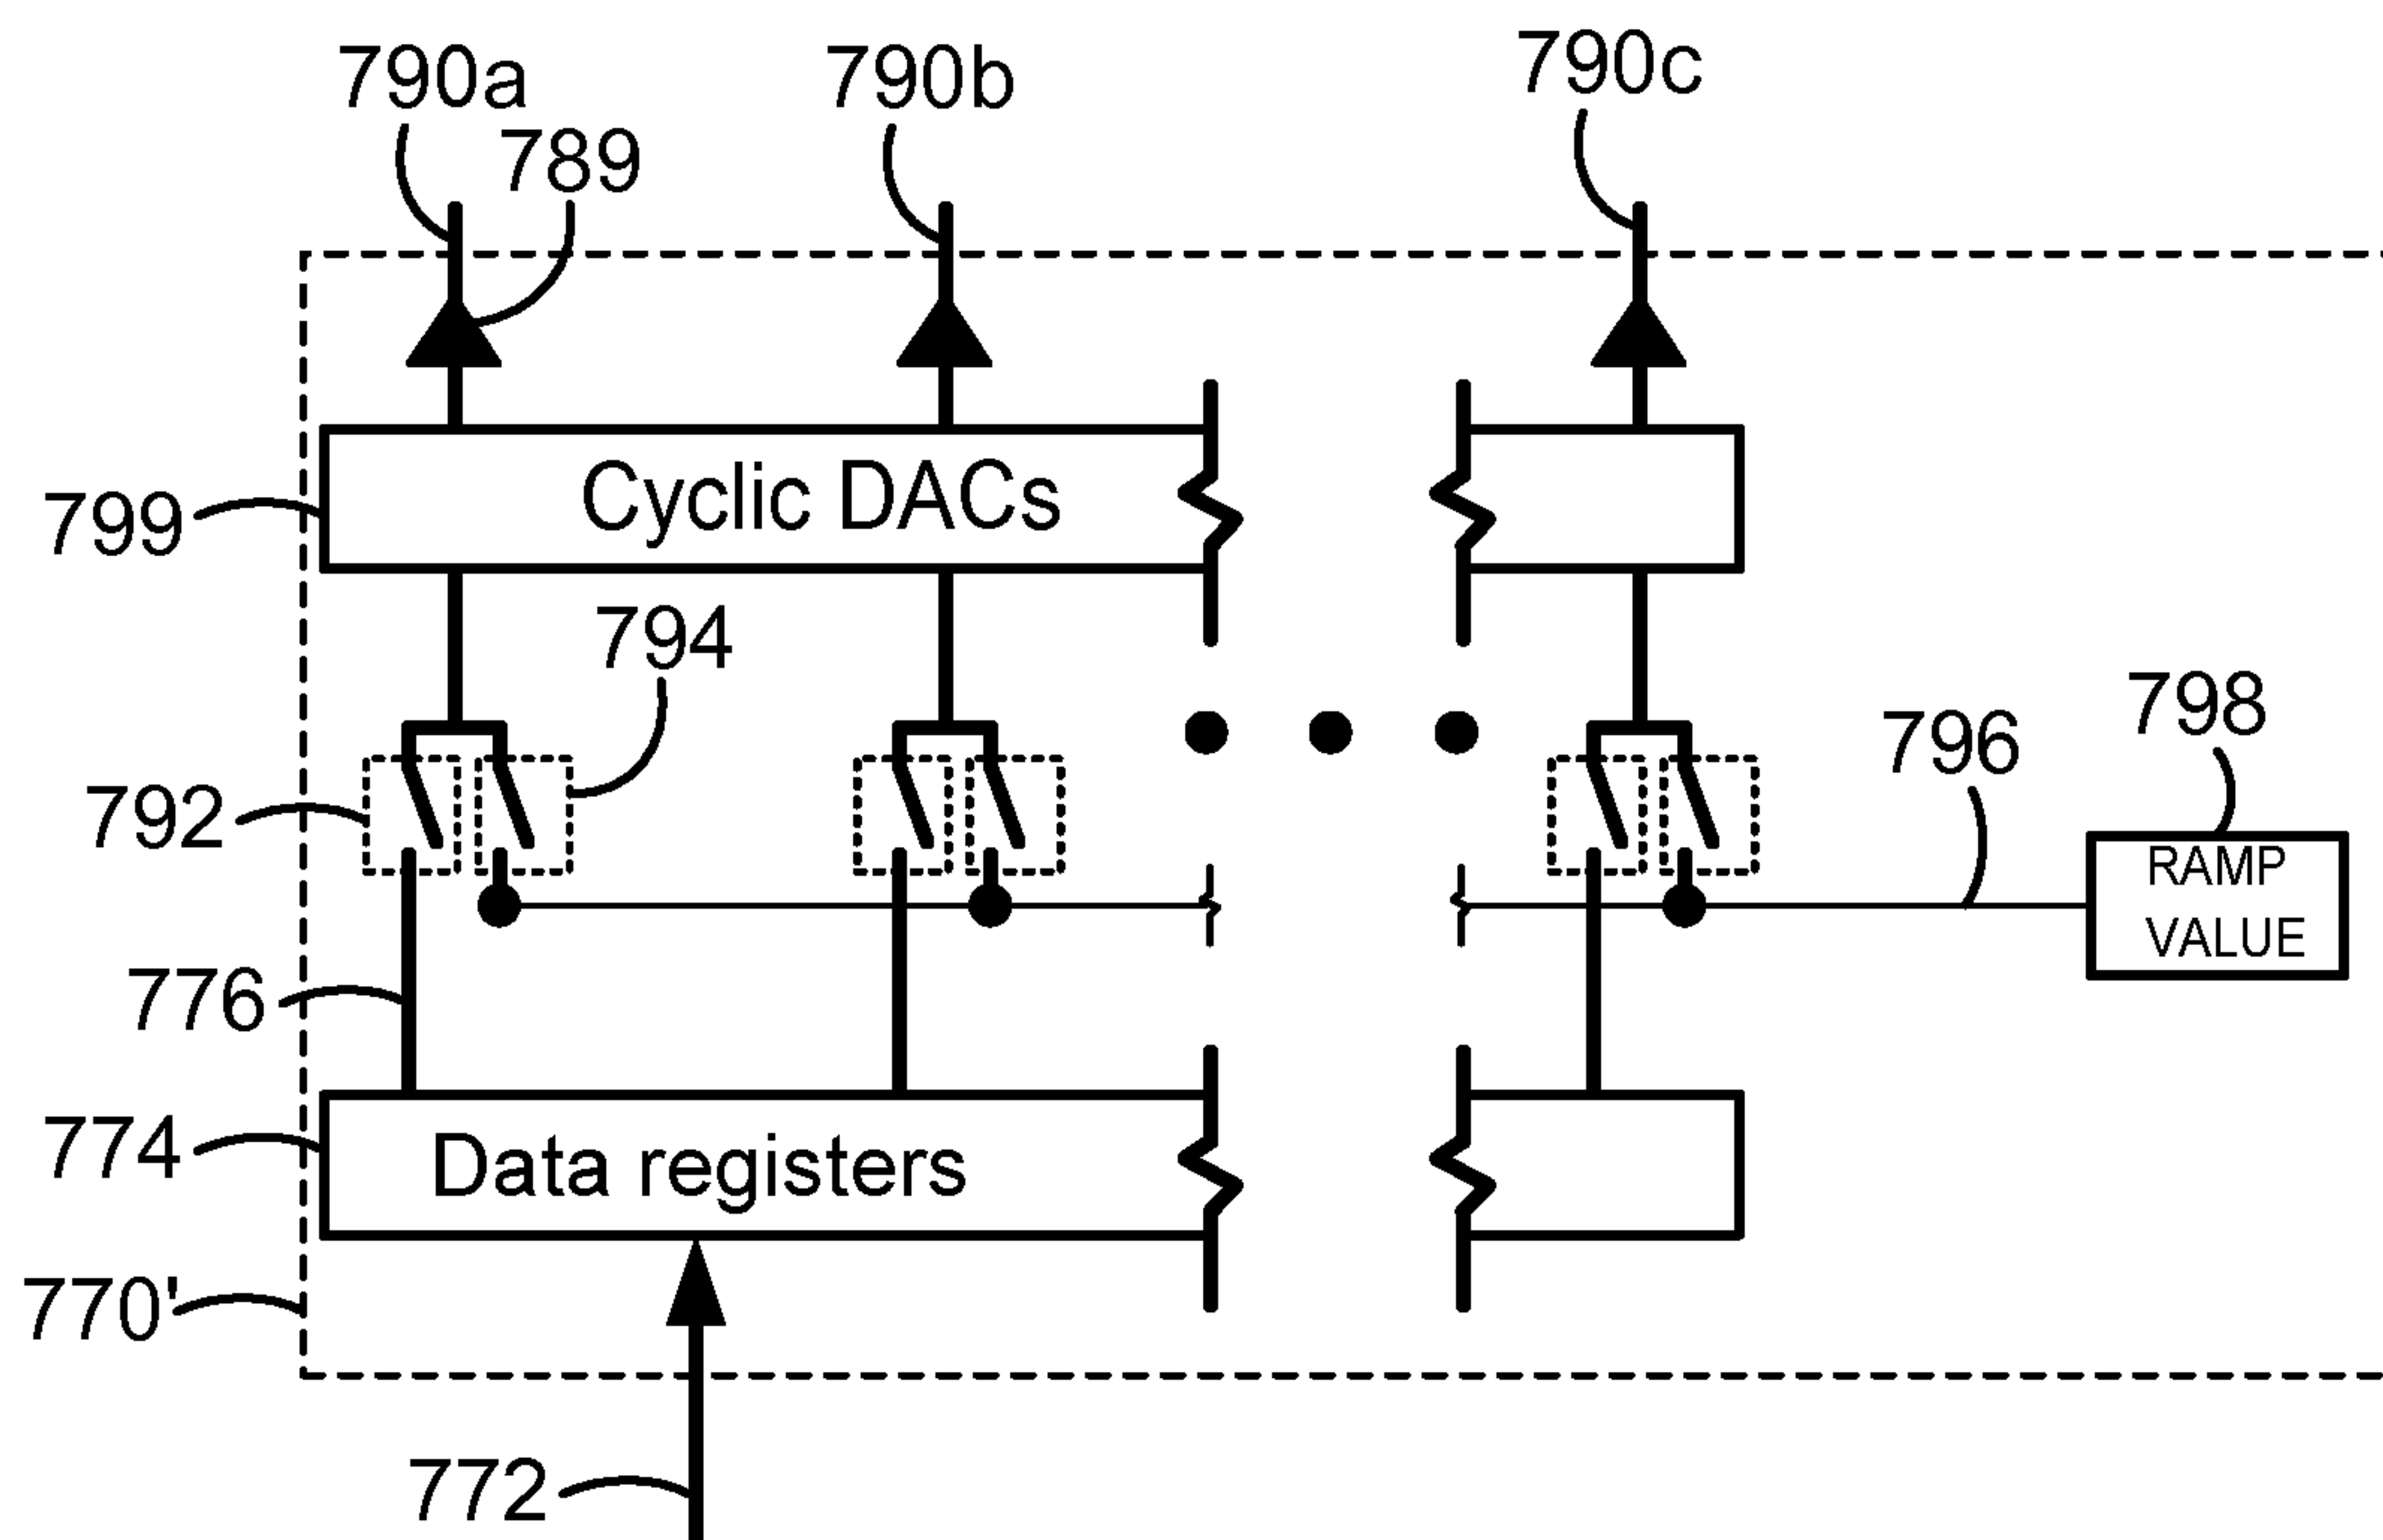 790a
790b
790c
789
Cyclic DACs
799
794
798
796
792
RAMP
VALUE
776
774
Data registers
770'
772